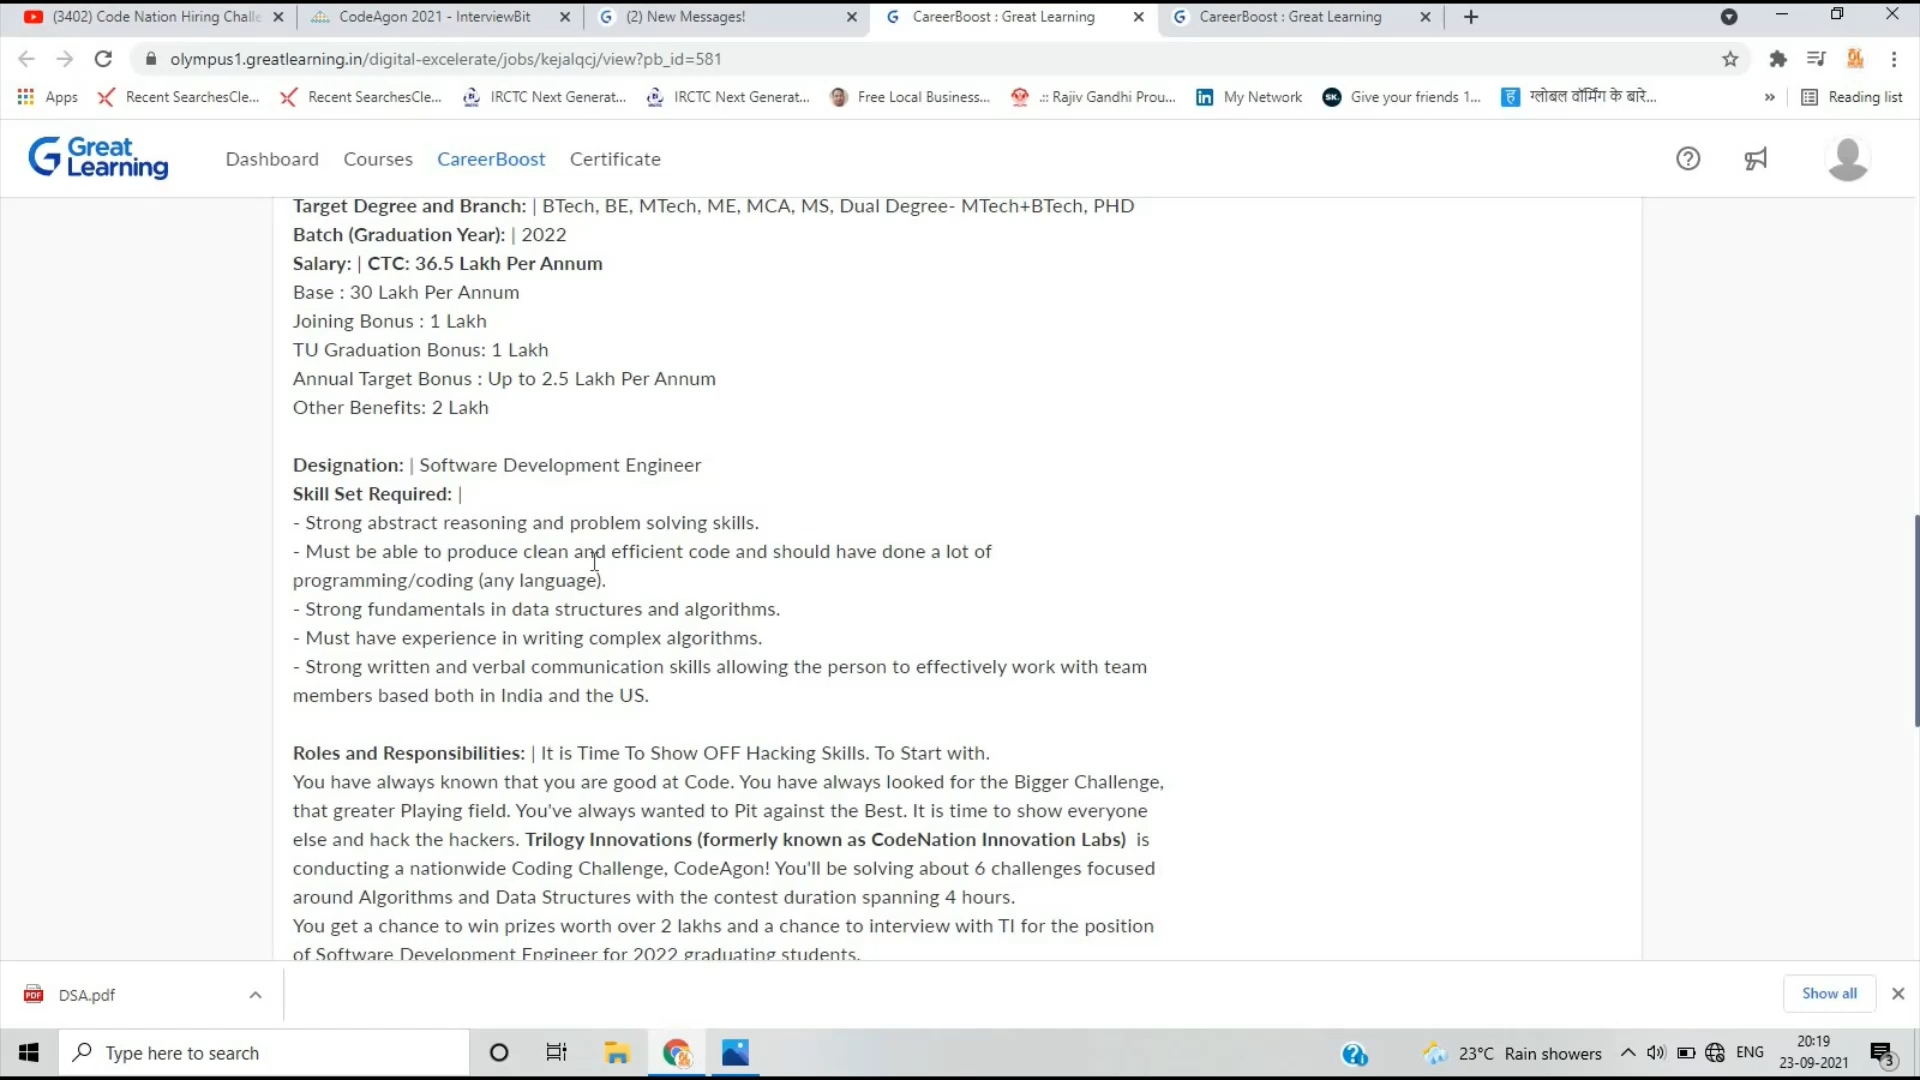 (3402) Code Nation Hiring Challe
CodeAgon 2021 - InterviewBit
(2) New Messages!
CareerBoost : Great Learning
CareerBoost : Great Learning
olympus1.greatlearning.in/digital-excelerate/jobs/kejalqcj/view?pb_id=581
Apps
Recent SearchesCle...
Recent SearchesCle...
IRCTC Next Generat...
IRCTC Next Generat...
Free Local Business...
.:: Rajiv Gandhi Prou...
My Network
Give your friends 1...
ग्लोबल वॉर्मिंग के बारे...
»
Reading list
Great
Learning
Dashboard
Courses
CareerBoost
Certificate
Target Degree and Branch: | BTech, BE, MTech, ME, MCA, MS, Dual Degree- MTech+BTech, PHD
Batch (Graduation Year): | 2022
Salary: | CTC: 36.5 Lakh Per Annum
Base : 30 Lakh Per Annum
Joining Bonus : 1 Lakh
TU Graduation Bonus: 1 Lakh
Annual Target Bonus : Up to 2.5 Lakh Per Annum
Other Benefits: 2 Lakh
Designation: | Software Development Engineer
Skill Set Required: |
- Strong abstract reasoning and problem solving skills.
- Must be able to produce clean and efficient code and should have done a lot of
programming/coding (any language).
- Strong fundamentals in data structures and algorithms.
- Must have experience in writing complex algorithms.
- Strong written and verbal communication skills allowing the person to effectively work with team
members based both in India and the US.
Roles and Responsibilities: | It is Time To Show OFF Hacking Skills. To Start with.
You have always known that you are good at Code. You have always looked for the Bigger Challenge,
that greater Playing field. You've always wanted to Pit against the Best. It is time to show everyone
else and hack the hackers. Trilogy Innovations (formerly known as CodeNation Innovation Labs) is
conducting a nationwide Coding Challenge, CodeAgon! You'll be solving about 6 challenges focused
around Algorithms and Data Structures with the contest duration spanning 4 hours.
You get a chance to win prizes worth over 2 lakhs and a chance to interview with TI for the position
of Software Development Engineer for 2022 graduating students.
PDF
DSA.pdf
Show all
Type here to search
23°C Rain showers
ENG
20:19
23-09-2021
3